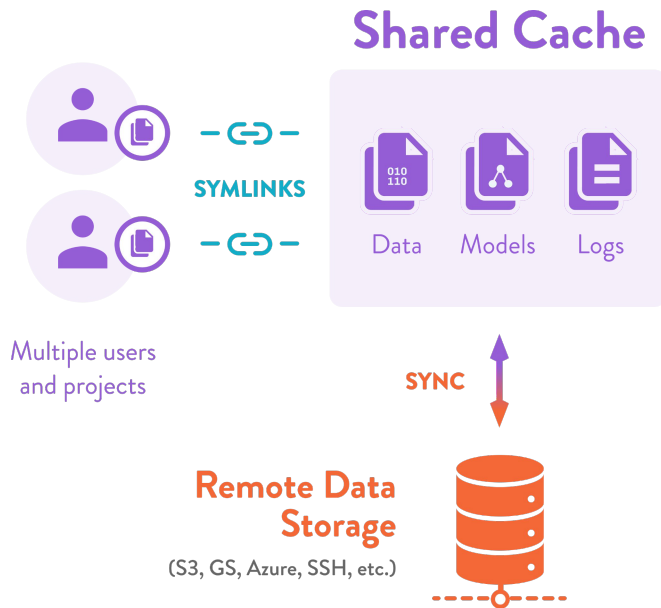 Shared Cache
SYMLINKS
010
110
Data
Models
Logs
Multiple users
and projects
SYNC
Remote Data
Storage
(S3, GS, Azure, SSH, etc.)